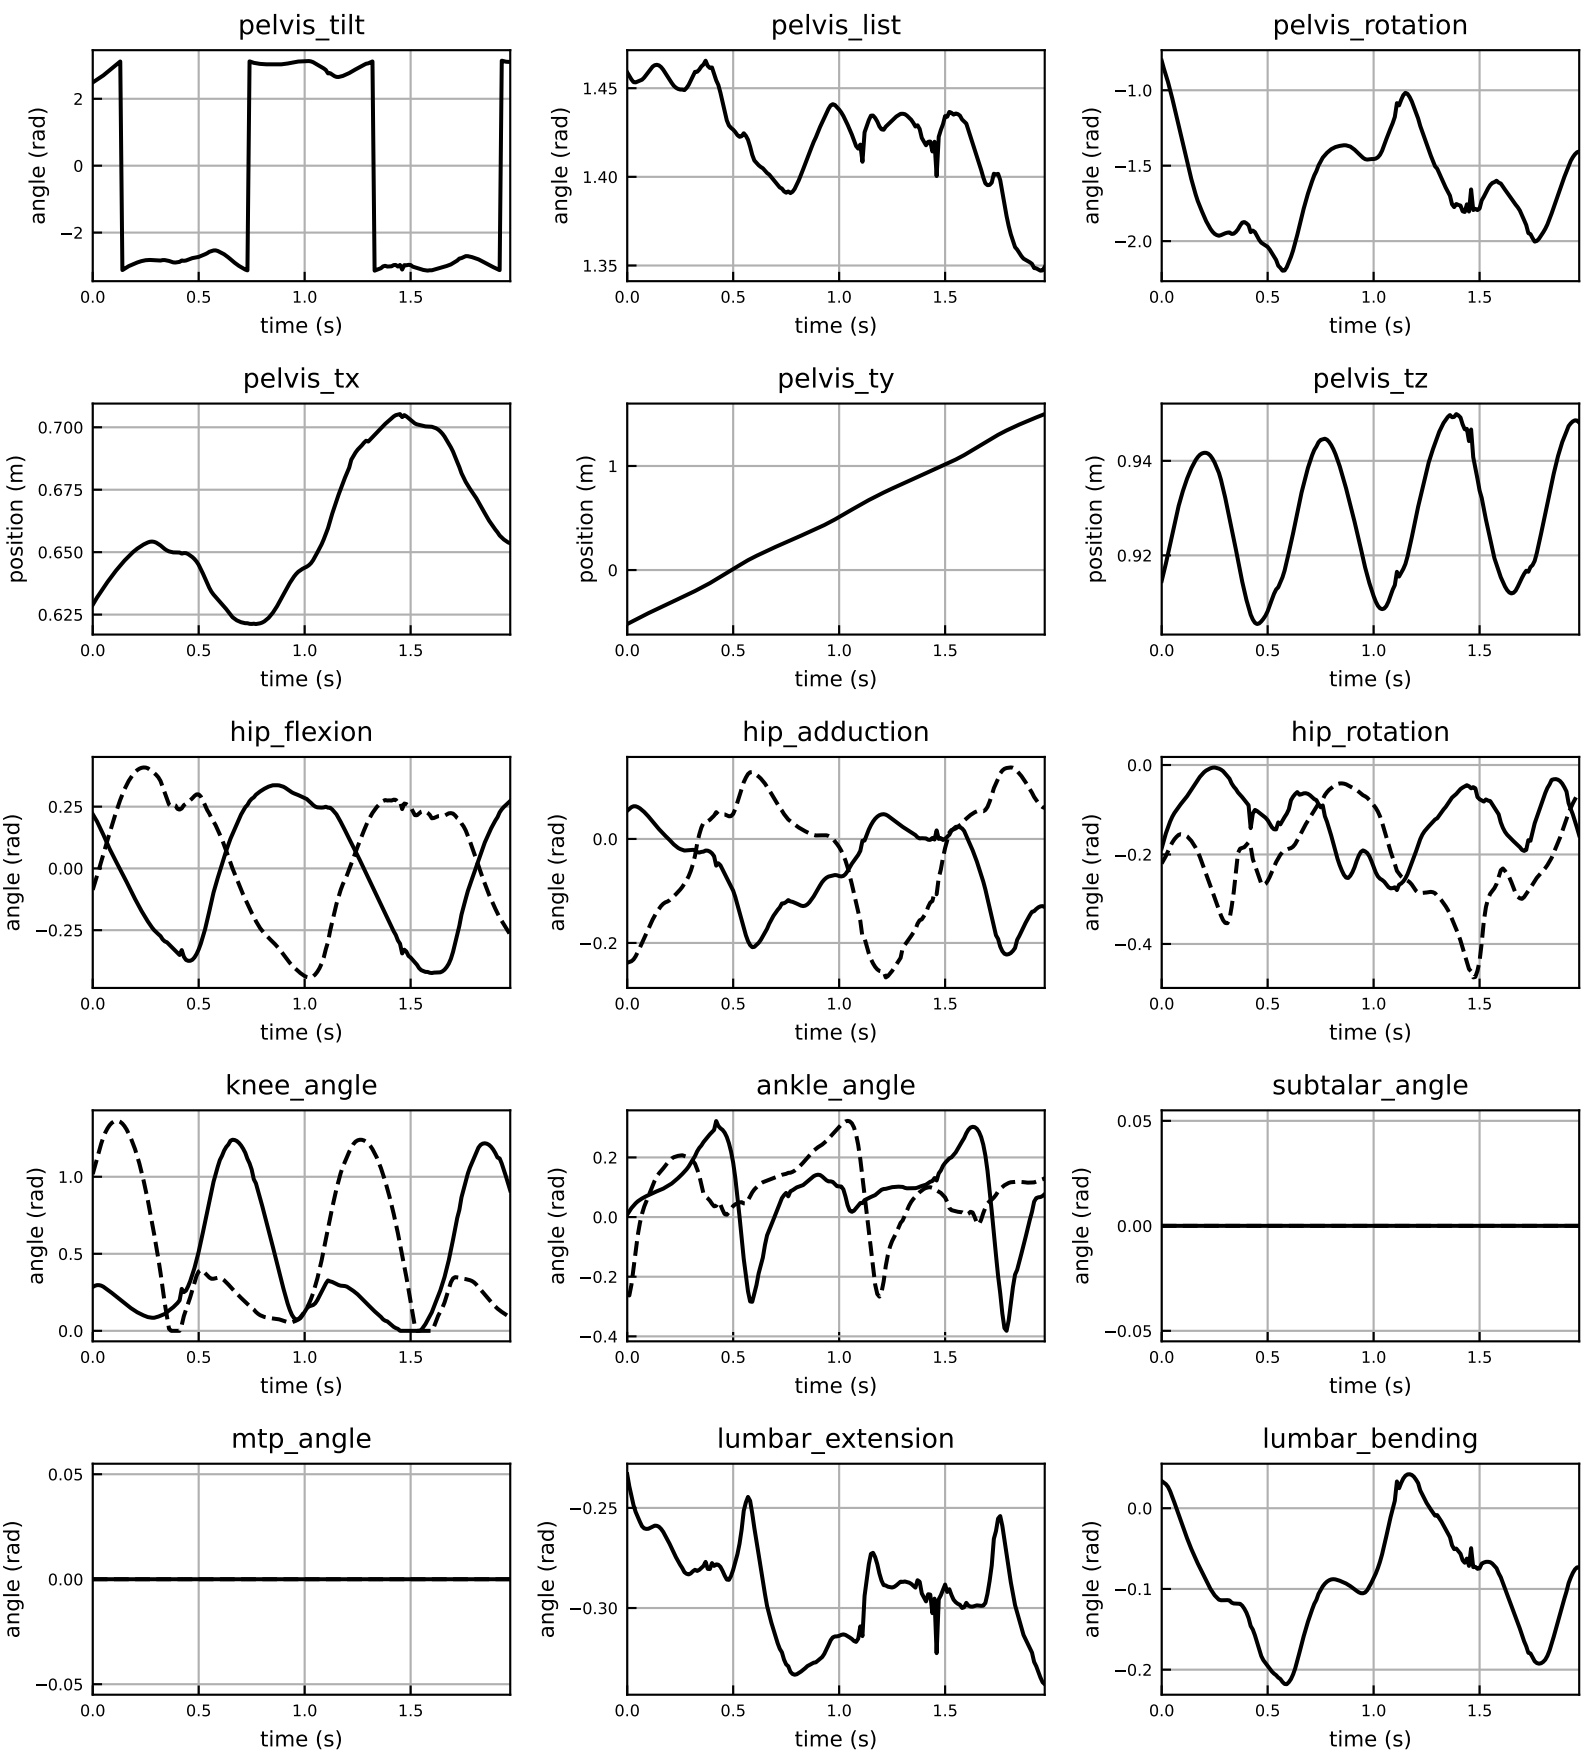 pelvis_tilt
angle (rad)
2
0
−2
0.0 0.5 1.0 1.5
time (s)
pelvis_list
angle (rad)
1.45
1.40
1.35
0.0 0.5 1.0 1.5
time (s)
pelvis_rotation
angle (rad)
−1.0
−1.5
−2.0
0.0 0.5 1.0 1.5
time (s)
pelvis_tx
position (m)
0.700
0.675
0.650
0.625
0.0 0.5 1.0 1.5
time (s)
pelvis_ty
position (m)
1
0
0.0 0.5 1.0 1.5
time (s)
pelvis_tz
position (m)
0.94
0.92
0.0 0.5 1.0 1.5
time (s)
hip_flexion
angle (rad)
0.25
0.00
−0.25
0.0 0.5 1.0 1.5
time (s)
hip_adduction
angle (rad)
0.0
−0.2
0.0 0.5 1.0 1.5
time (s)
hip_rotation
angle (rad)
0.0
−0.2
−0.4
0.0 0.5 1.0 1.5
time (s)
knee_angle
angle (rad)
1.0
0.5
0.0
0.0 0.5 1.0 1.5
time (s)
ankle_angle
angle (rad)
0.2
0.0
−0.2
−0.4
0.0 0.5 1.0 1.5
time (s)
subtalar_angle
angle (rad)
0.05
0.00
−0.05
0.0 0.5 1.0 1.5
time (s)
mtp_angle
angle (rad)
0.05
0.00
−0.05
0.0 0.5 1.0 1.5
time (s)
lumbar_extension
angle (rad)
−0.25
−0.30
0.0 0.5 1.0 1.5
time (s)
lumbar_bending
angle (rad)
0.0
−0.1
−0.2
0.0 0.5 1.0 1.5
time (s)